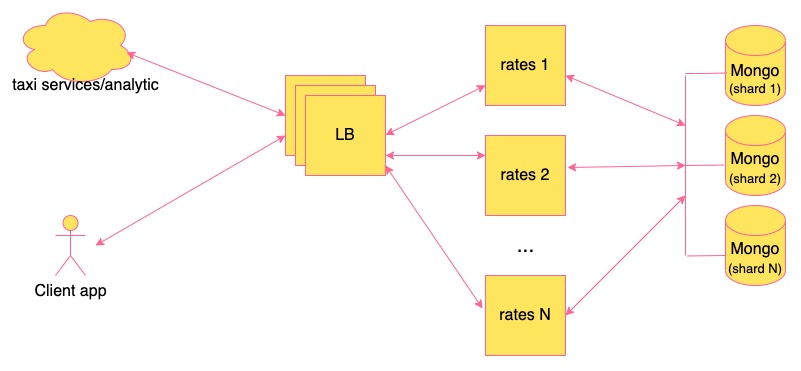 taxi services/analytic
Client app
LB
rates 1
rates 2
...
rates N
Mongo
(shard 1)
Mongo
(shard 2)
Mongo
(shard N)